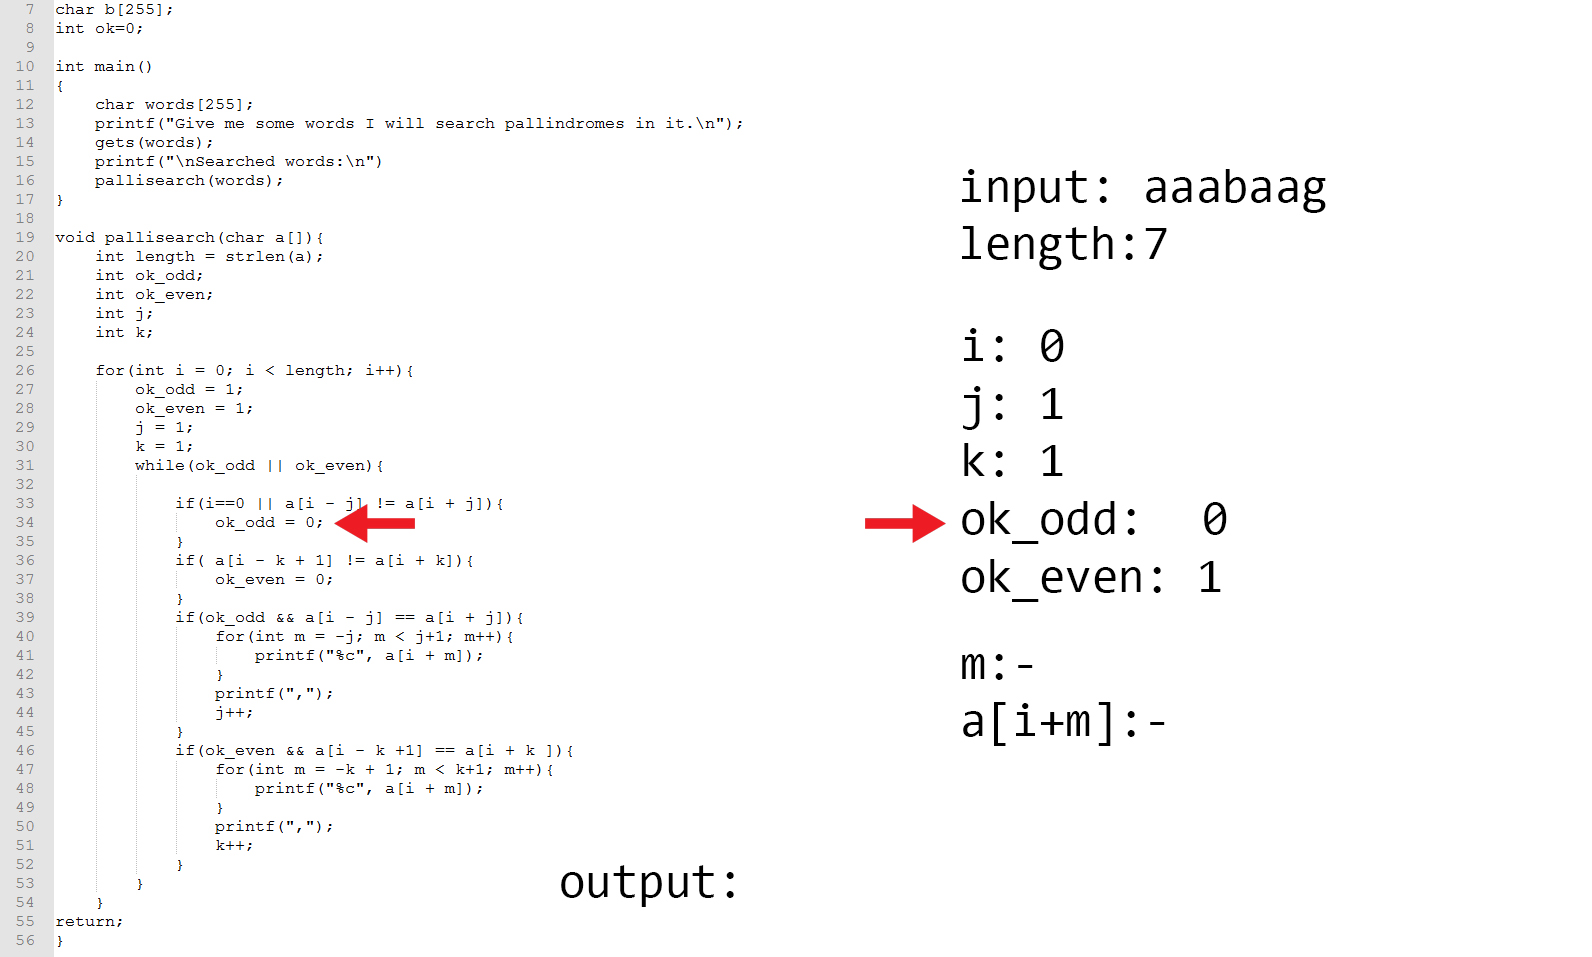 7 char b[255];
8 int ok=0;
9
10 int main()
11 {
12     char words[255];
13     printf("Give me some words I will search pallindromes in it.\n");
14     gets(words);
15     printf("\nSearched words:\n")
16     pallisearch(words);
17 }
18
19 void pallisearch(char a[]){
20     int length = strlen(a);
21     int ok_odd;
22     int ok_even;
23     int j;
24     int k;
25
26     for(int i = 0; i < length; i++){
27         ok_odd = 1;
28         ok_even = 1;
29         j = 1;
30         k = 1;
31         while(ok_odd || ok_even){
32
33             if(i==0 || a[i - j] != a[i + j]){
34                 ok_odd = 0;
35             }
36             if( a[i - k + 1] != a[i + k]){
37                 ok_even = 0;
38             }
39             if(ok_odd && a[i - j] == a[i + j]){
40                 for(int m = -j; m < j+1; m++){
41                     printf("%c", a[i + m]);
42                 }
43                 printf(",");
44                 j++;
45             }
46             if(ok_even && a[i - k +1] == a[i + k ]){
47                 for(int m = -k + 1; m < k+1; m++){
48                     printf("%c", a[i + m]);
49                 }
50                 printf(",");
51                 k++;
52             }
53         }
54     }
55 return;
56 }
input: aaabaag
length:7
i: 0
j: 1
k: 1
ok_odd: 0
ok_even: 1
m:-
a[i+m]:-
output: